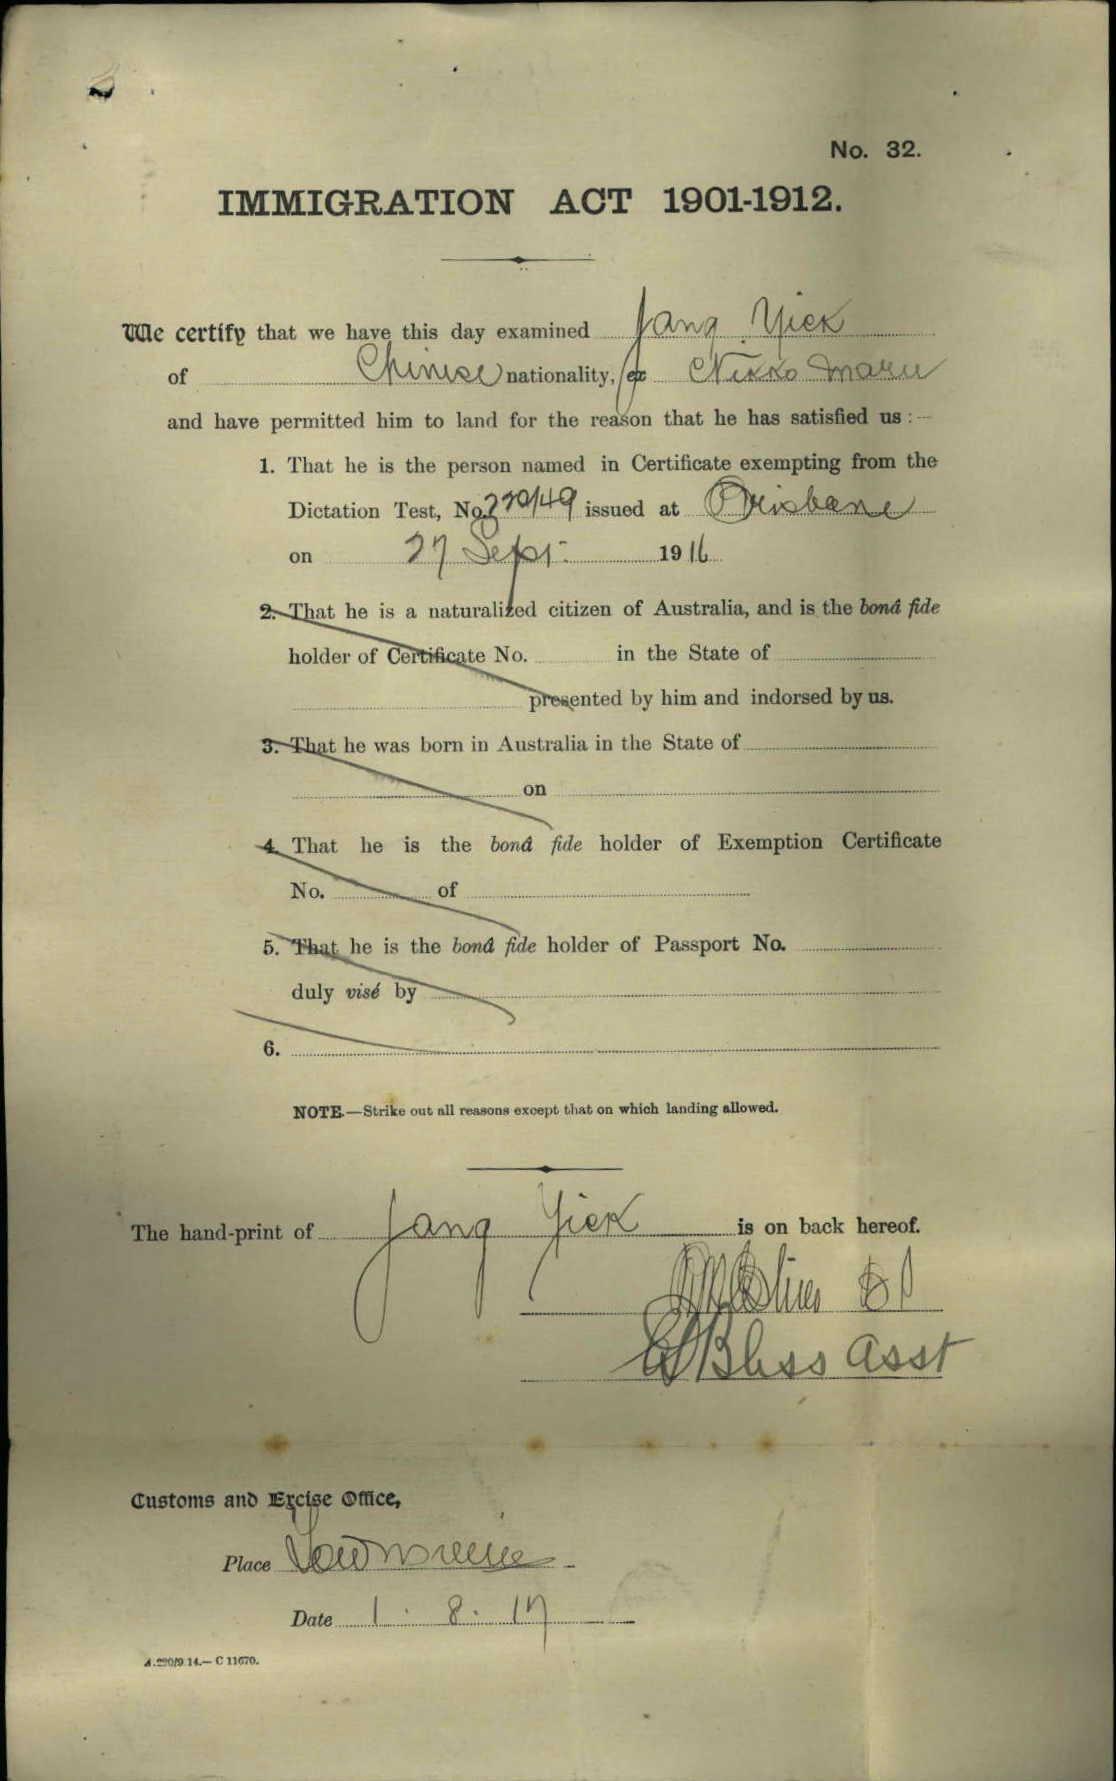 No. 32.
IMMIGRATION ACT 1901-1912.
We certify that we have this day examined Jang Yick
of Chinese nationality, ex Nikko Maru
and have permitted him to land for the reason that he has satisfied us :—
1. That he is the person named in Certificate exempting from the
Dictation Test, No. 220/49 issued at Brisbane
on 27 Sept. 1916
2. That he is a naturalized citizen of Australia, and is the bonâ fide
holder of Certificate No. in the State of
presented by him and indorsed by us.
3. That he was born in Australia in the State of
on
4. That he is the bonâ fide holder of Exemption Certificate
No. of
5. That he is the bonâ fide holder of Passport No.
duly visé by
6.
NOTE.—Strike out all reasons except that on which landing allowed.
The hand-print of Jang Yick is on back hereof.
Bliss Asst
Customs and Excise Office,
Place Townsville
Date 1. 8. 17
A.220/9.14.— C 11670.